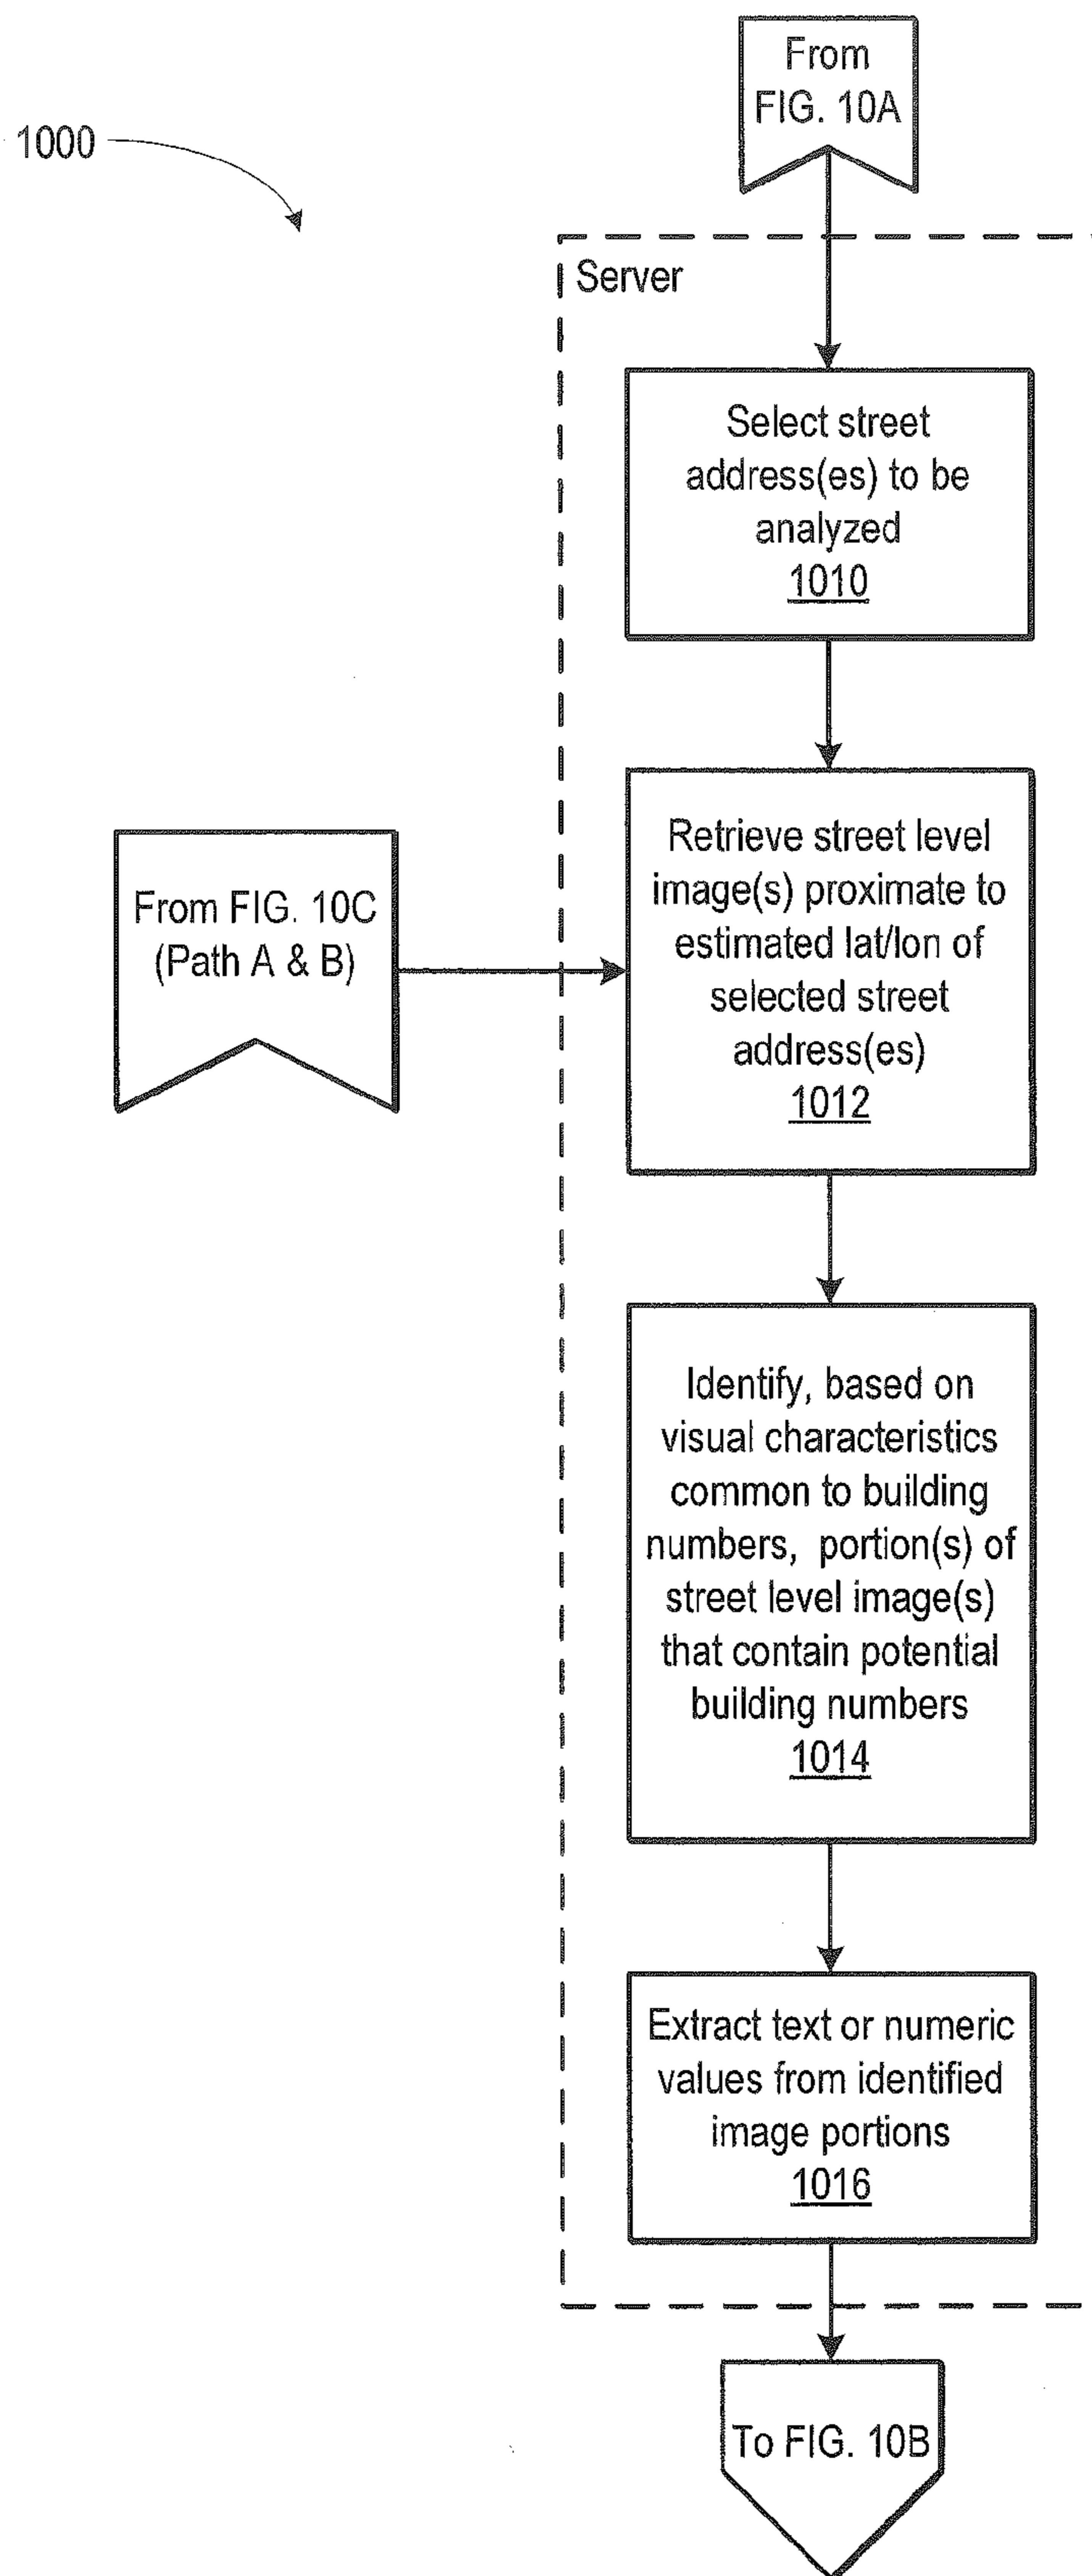 From
FIG. 10A
1000
Server
Select street
address(es) to be
analyzed
1010
From FIG. 10C
(Path A & B)
Retrieve street level
image(s) proximate to
estimated lat/lon of
selected street
address(es)
1012
Identify, based on
visual characteristics
common to building
numbers, portion(s) of
street level image(s)
that contain potential
building numbers
1014
Extract text or numeric
values from identified
image portions
1016
To FIG. 10B